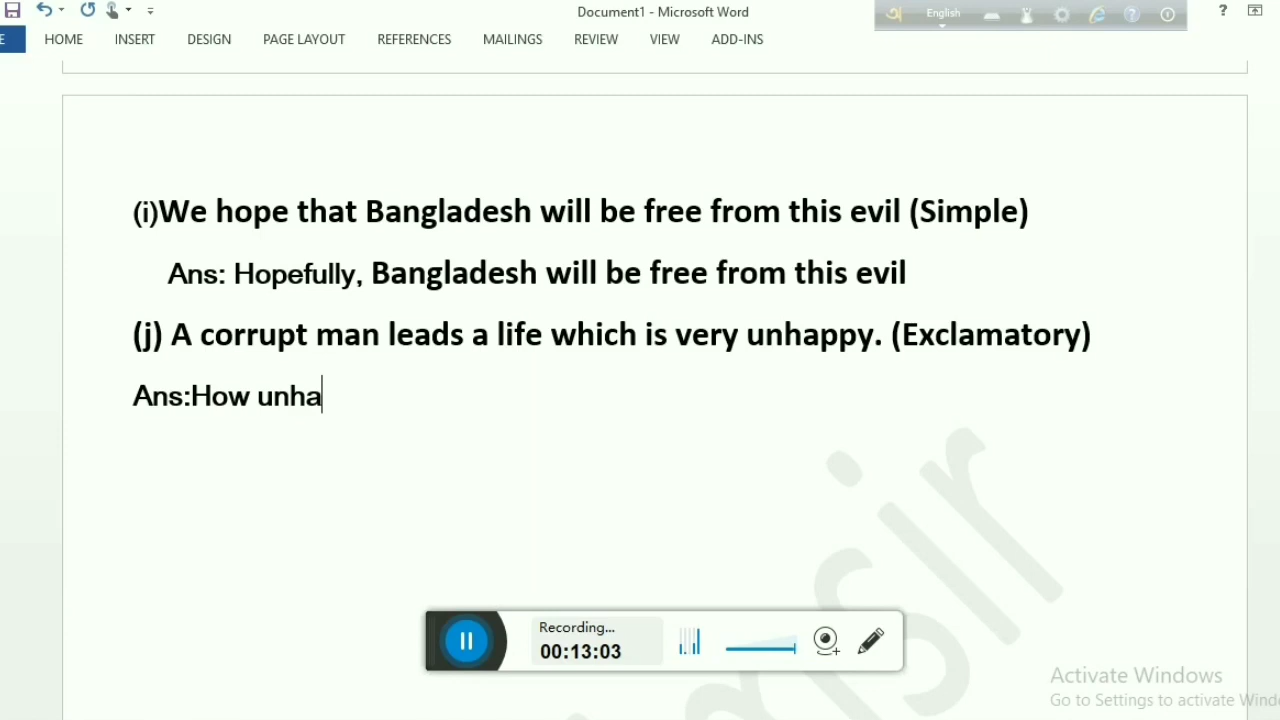 Document1 - Microsoft Word
English
HOME INSERT DESIGN PAGE LAYOUT REFERENCES MAILINGS REVIEW VIEW ADD-INS
(i)We hope that Bangladesh will be free from this evil (Simple)
Ans: Hopefully, Bangladesh will be free from this evil
(j) A corrupt man leads a life which is very unhappy. (Exclamatory)
Ans:How unha
Recording...
00:13:03
Activate Windows
Go to Settings to activate